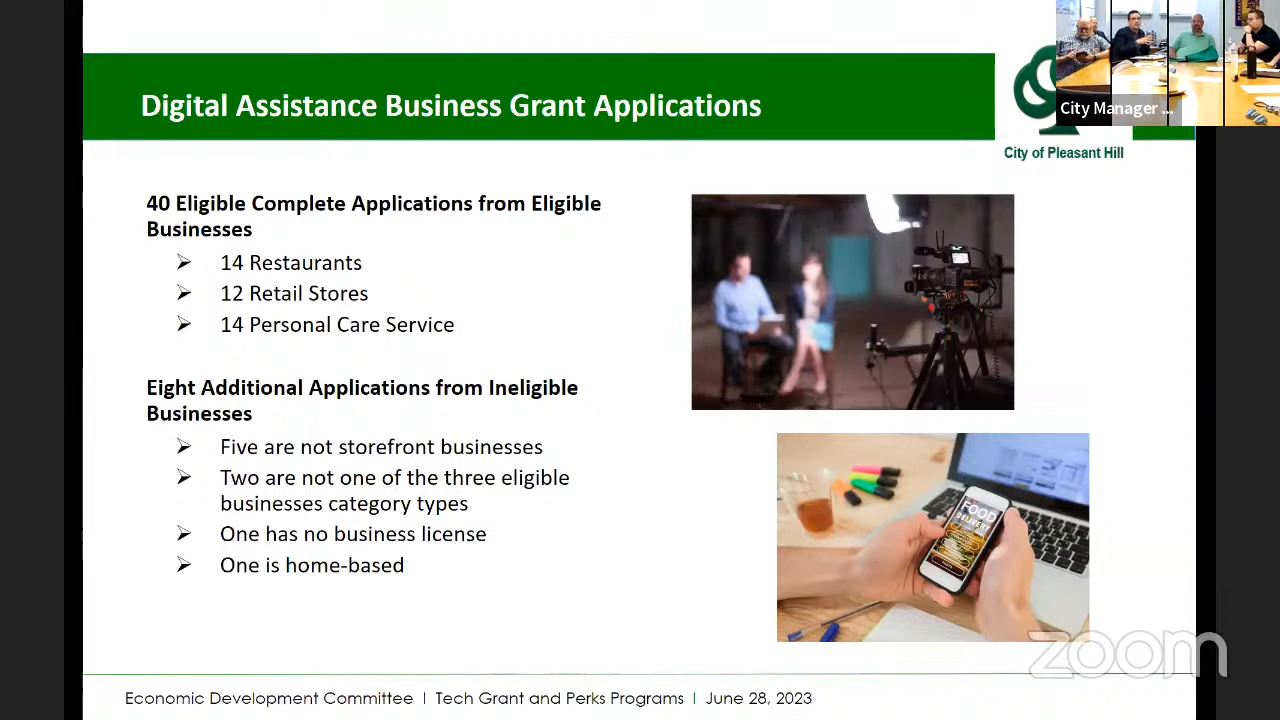 Digital Assistance Business Grant Applications
City Manager ...
City of Pleasant Hill
40 Eligible Complete Applications from Eligible
Businesses
14 Restaurants
12 Retail Stores
14 Personal Care Service
Eight Additional Applications from Ineligible
Businesses
Five are not storefront businesses
Two are not one of the three eligible
businesses category types
One has no business license
One is home-based
FOOD
DELIVERY
zoom
Economic Development Committee | Tech Grant and Perks Programs | June 28, 2023